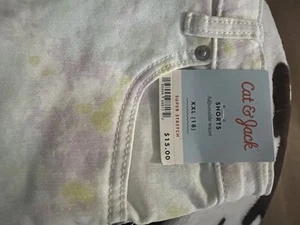 Cat & Jack
SHORTS
Adjustable waist
XXL (18)
SUPER STRETCH
$15.00